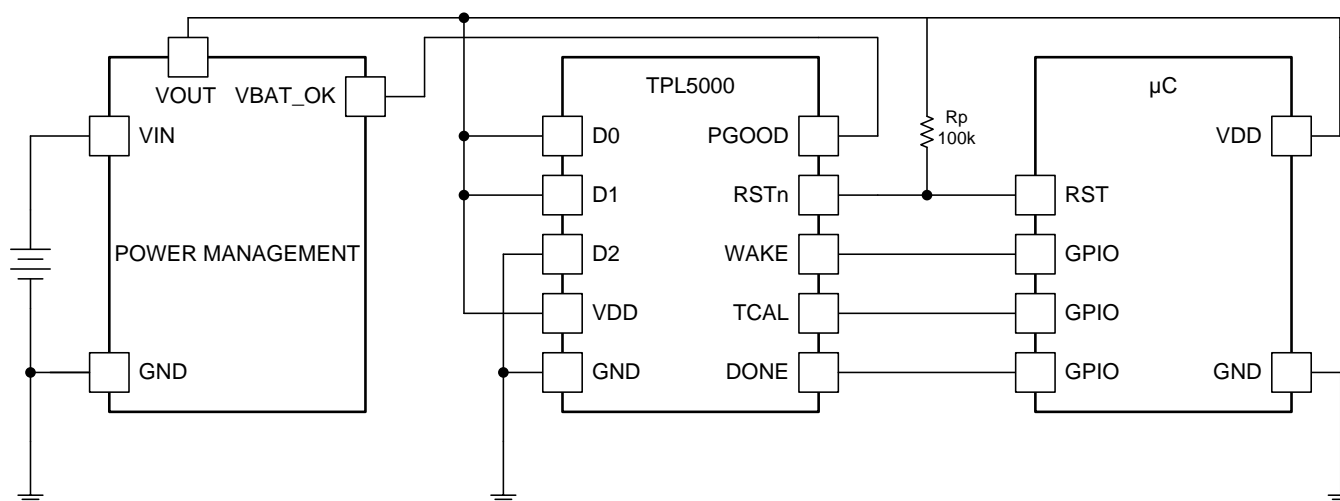 VOUT
VBAT_OK
VIN
POWER MANAGEMENT
GND
TPL5000
D0
PGOOD
D1
RSTn
D2
WAKE
VDD
TCAL
GND
DONE
Rp
100k
µC
VDD
RST
GPIO
GPIO
GPIO
GND